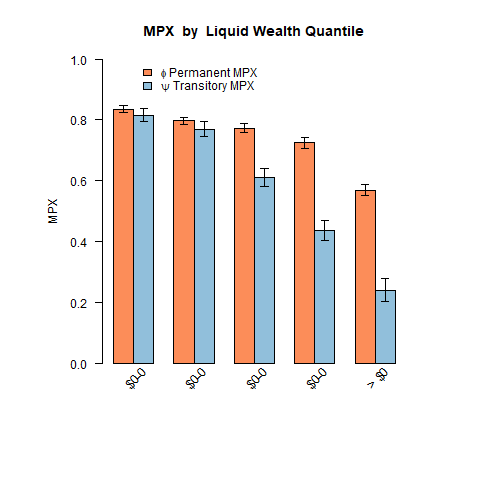 MPX  by  Liquid Wealth Quantile
ϕ Permanent MPX
ψ Transitory MPX
MPX
1.0
0.8
0.6
0.4
0.2
0.0
$0-0
$0-0
$0-0
$0-0
> $0